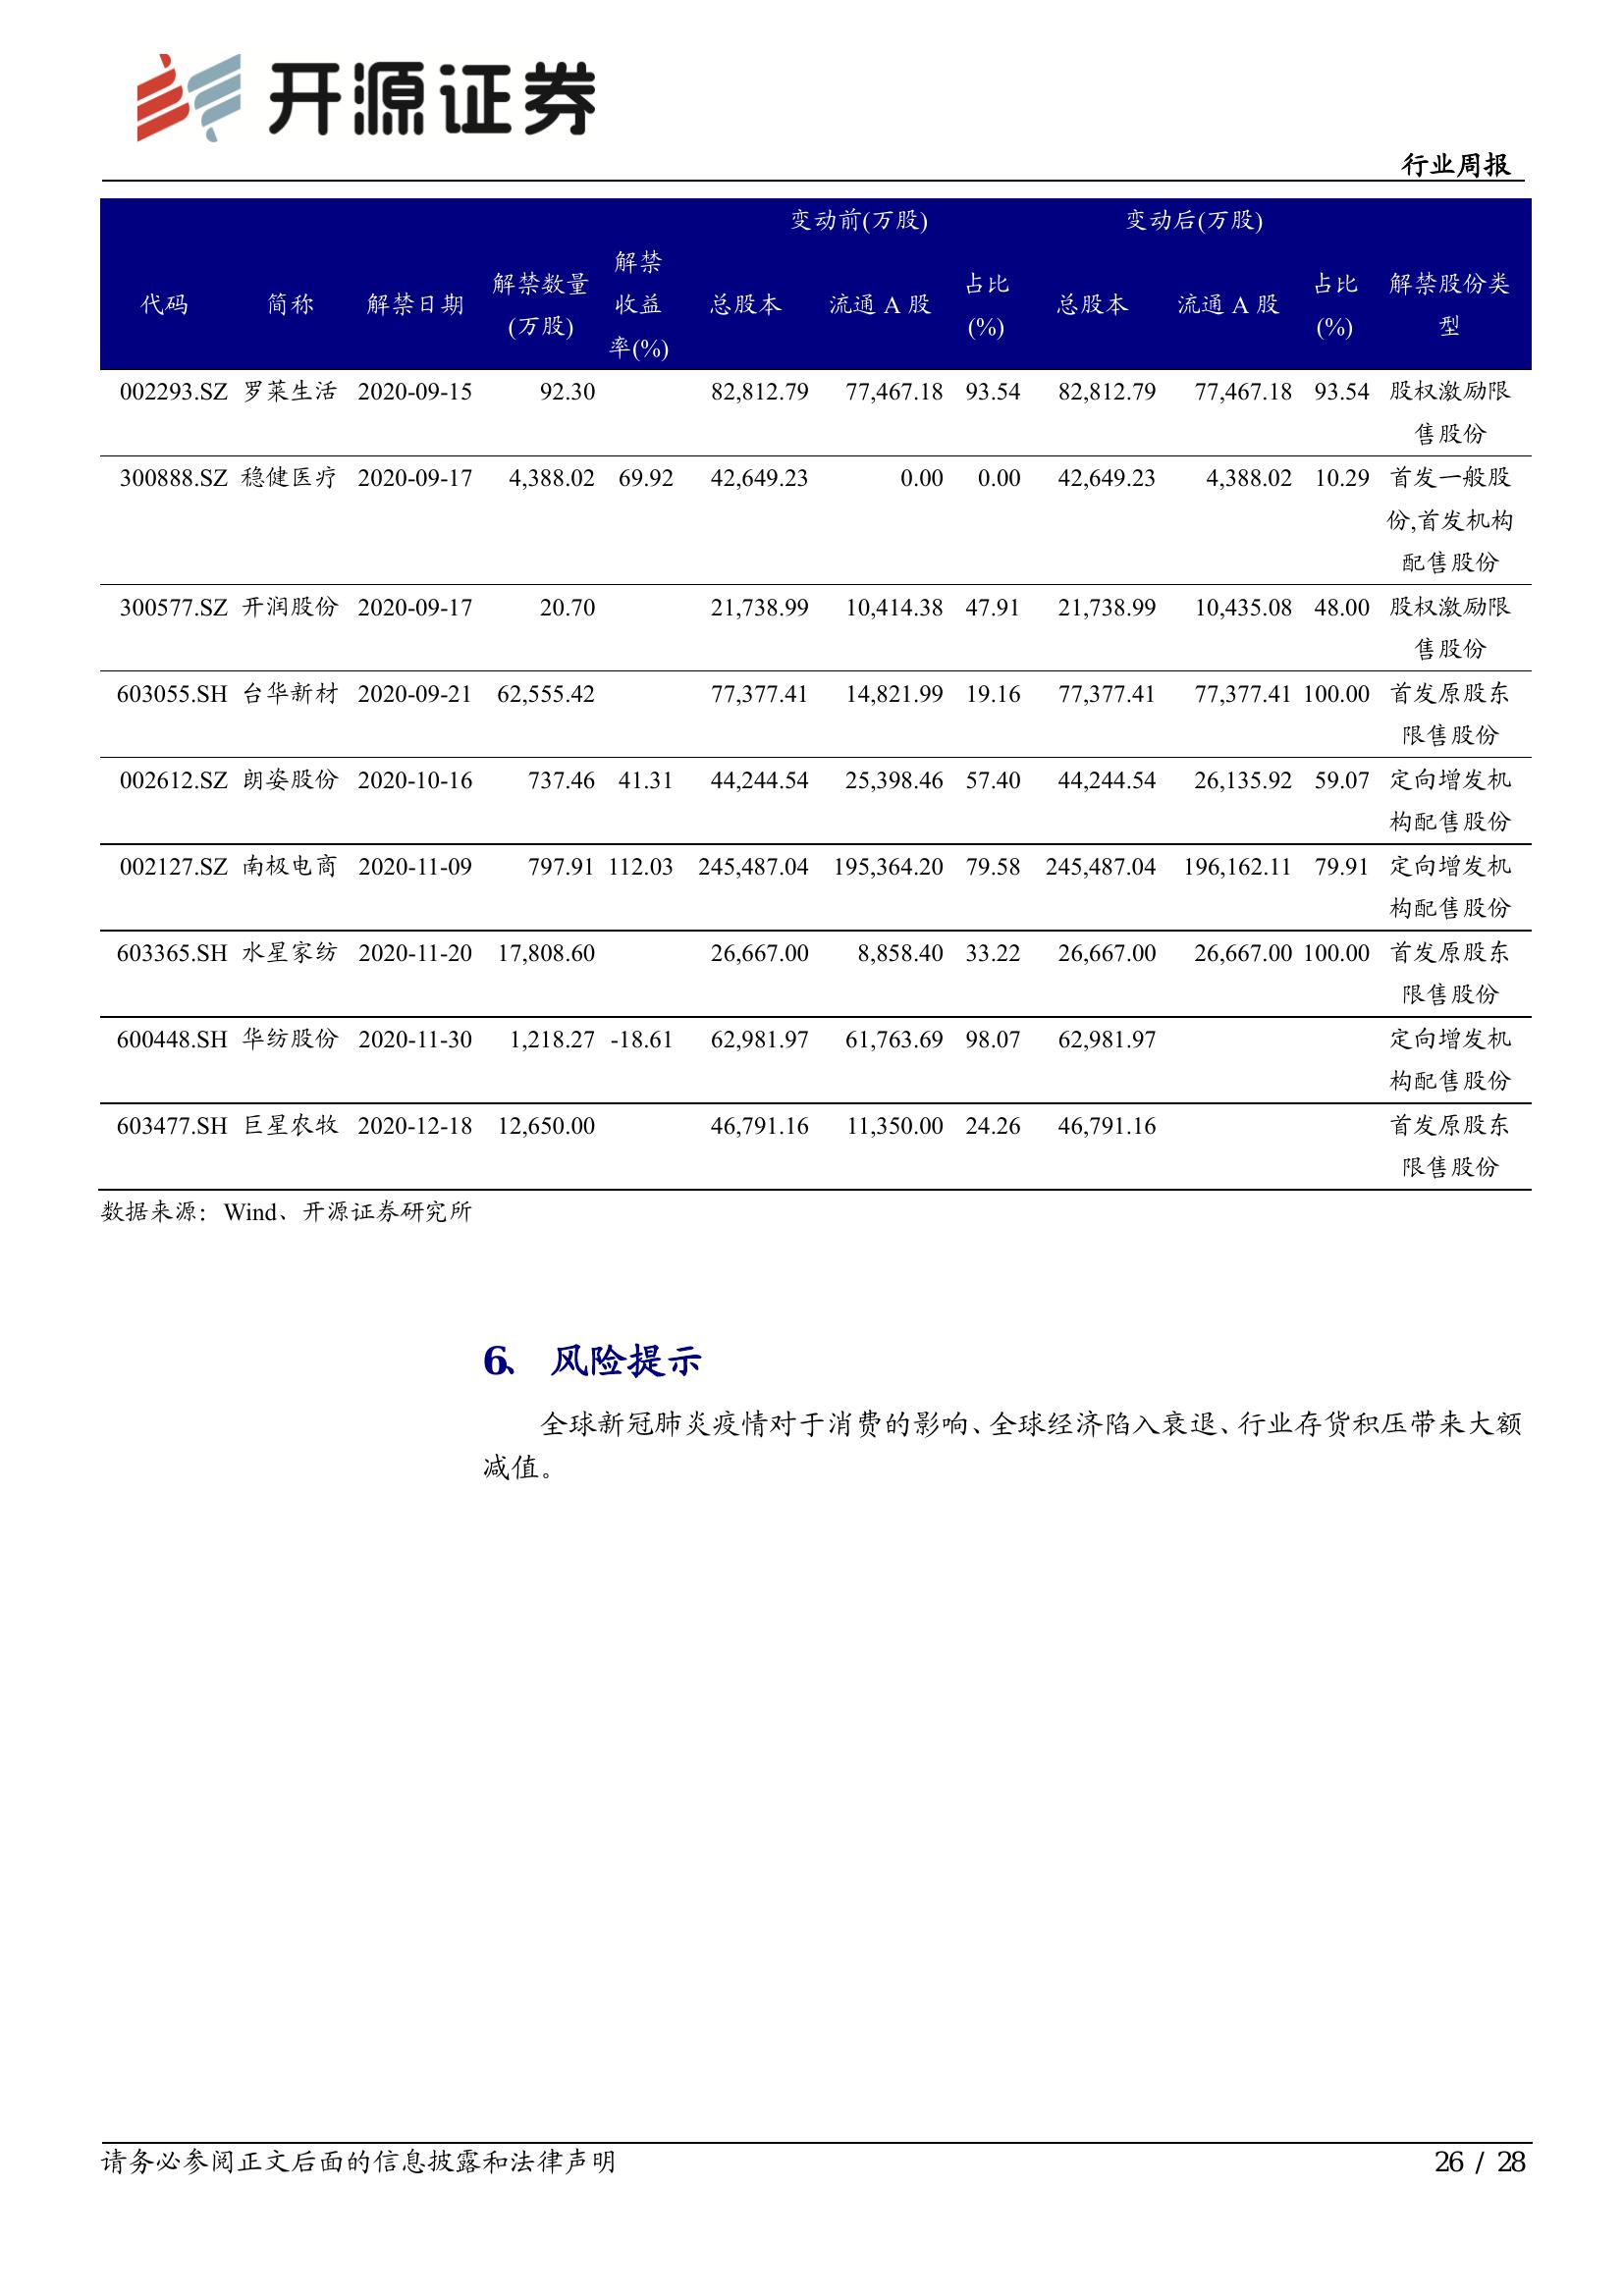 开源证券
行业周报
变动前(万股) 变动后(万股)
代码 简称 解禁日期 解禁数量(万股) 解禁收益率(%) 总股本 流通 A 股 占比(%) 总股本 流通 A 股 占比(%) 解禁股份类型
002293.SZ 罗莱生活 2020-09-15 92.30 82,812.79 77,467.18 93.54 82,812.79 77,467.18 93.54 股权激励限
售股份
300888.SZ 稳健医疗 2020-09-17 4,388.02 69.92 42,649.23 0.00 0.00 42,649.23 4,388.02 10.29 首发一般股
份,首发机构
配售股份
300577.SZ 开润股份 2020-09-17 20.70 21,738.99 10,414.38 47.91 21,738.99 10,435.08 48.00 股权激励限
售股份
603055.SH 台华新材 2020-09-21 62,555.42 77,377.41 14,821.99 19.16 77,377.41 77,377.41 100.00 首发原股东
限售股份
002612.SZ 朗姿股份 2020-10-16 737.46 41.31 44,244.54 25,398.46 57.40 44,244.54 26,135.92 59.07 定向增发机
构配售股份
002127.SZ 南极电商 2020-11-09 797.91 112.03 245,487.04 195,364.20 79.58 245,487.04 196,162.11 79.91 定向增发机
构配售股份
603365.SH 水星家纺 2020-11-20 17,808.60 26,667.00 8,858.40 33.22 26,667.00 26,667.00 100.00 首发原股东
限售股份
600448.SH 华纺股份 2020-11-30 1,218.27 -18.61 62,981.97 61,763.69 98.07 62,981.97 定向增发机
构配售股份
603477.SH 巨星农牧 2020-12-18 12,650.00 46,791.16 11,350.00 24.26 46,791.16 首发原股东
限售股份
数据来源：Wind、开源证券研究所
6、 风险提示
全球新冠肺炎疫情对于消费的影响、全球经济陷入衰退、行业存货积压带来大额
减值。
请务必参阅正文后面的信息披露和法律声明 26 / 28